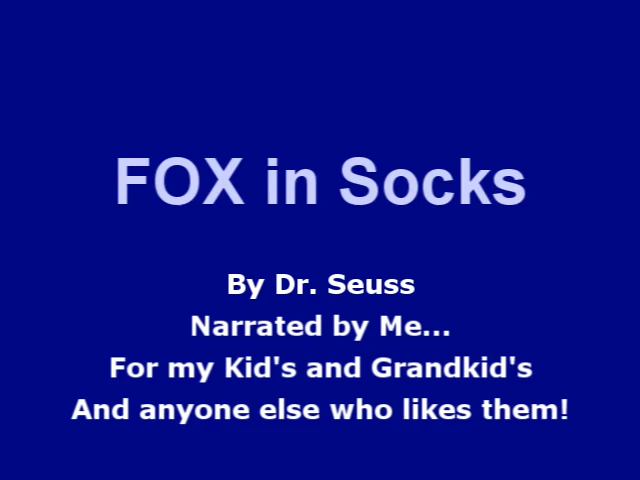 FOX in Socks
By Dr. Seuss
Narrated by Me...
For my Kid's and Grandkid's
And anyone else who likes them!